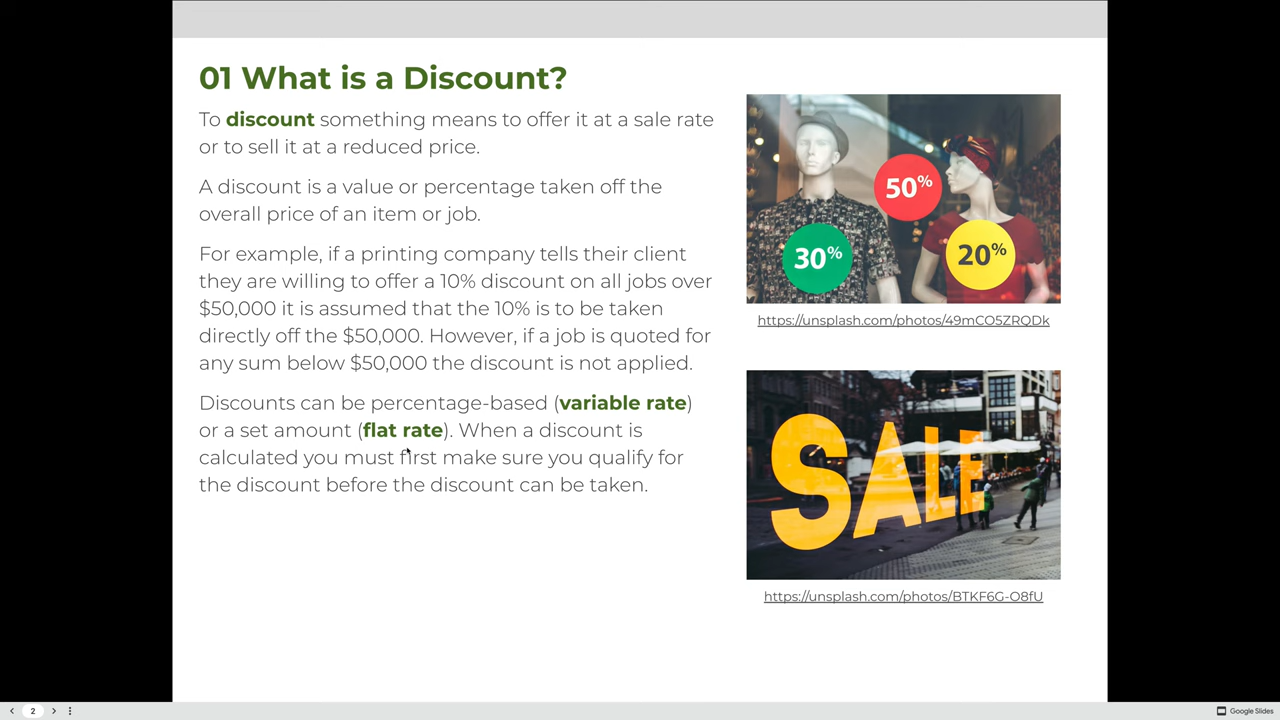 01 What is a Discount?
To discount something means to offer it at a sale rate
or to sell it at a reduced price.
A discount is a value or percentage taken off the
overall price of an item or job.
For example, if a printing company tells their client
they are willing to offer a 10% discount on all jobs over
$50,000 it is assumed that the 10% is to be taken
directly off the $50,000. However, if a job is quoted for
any sum below $50,000 the discount is not applied.
Discounts can be percentage-based (variable rate)
or a set amount (flat rate). When a discount is
calculated you must first make sure you qualify for
the discount before the discount can be taken.
50%
30%
20%
https://unsplash.com/photos/49mCO5ZRQDk
SALE
https://unsplash.com/photos/BTKF6G-O8fU
2
Google Slides